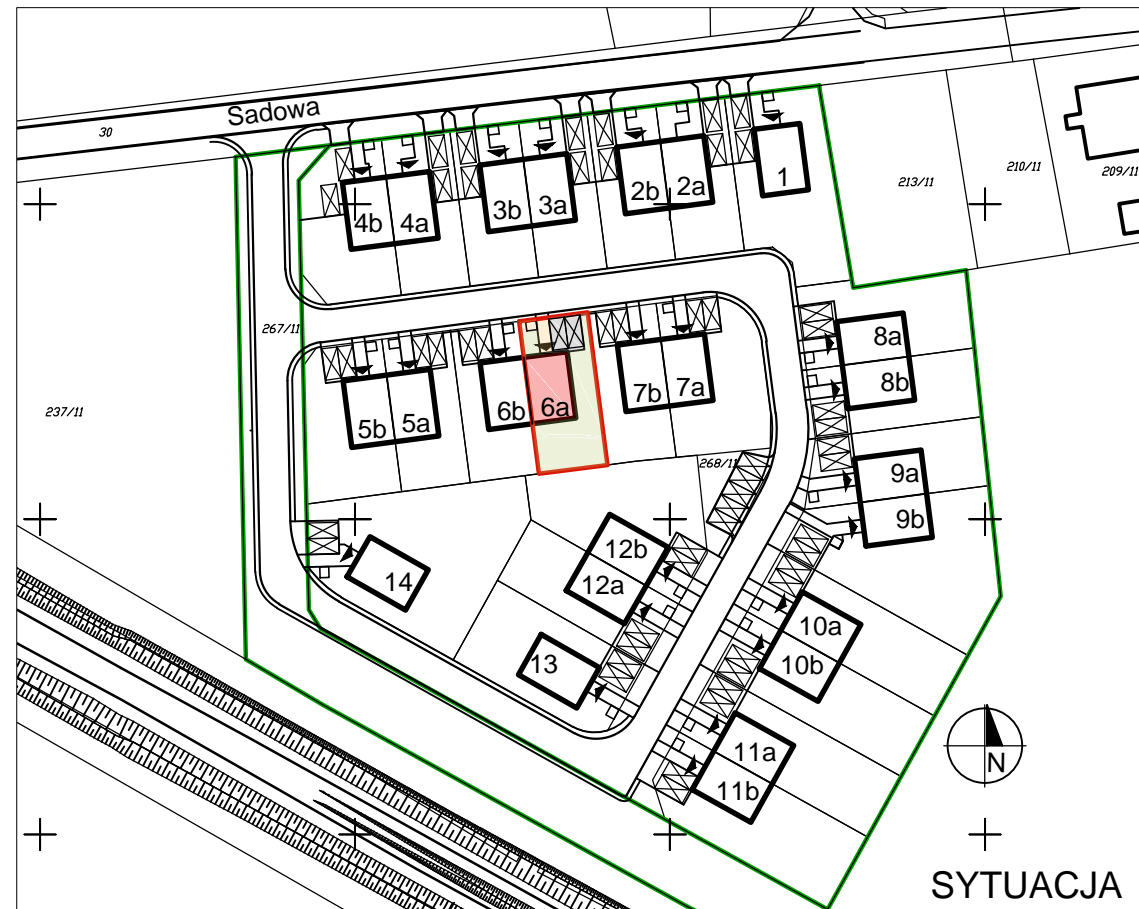 Sadowa
30
1
2b 2a
3b 3a
4b 4a
213/11
210/11
209/11
267/11
237/11
5b 5a
6b 6a
7b 7a
8a
8b
268/11
9a
9b
12b
12a
14
13
10a
10b
11a
11b
N
SYTUACJA